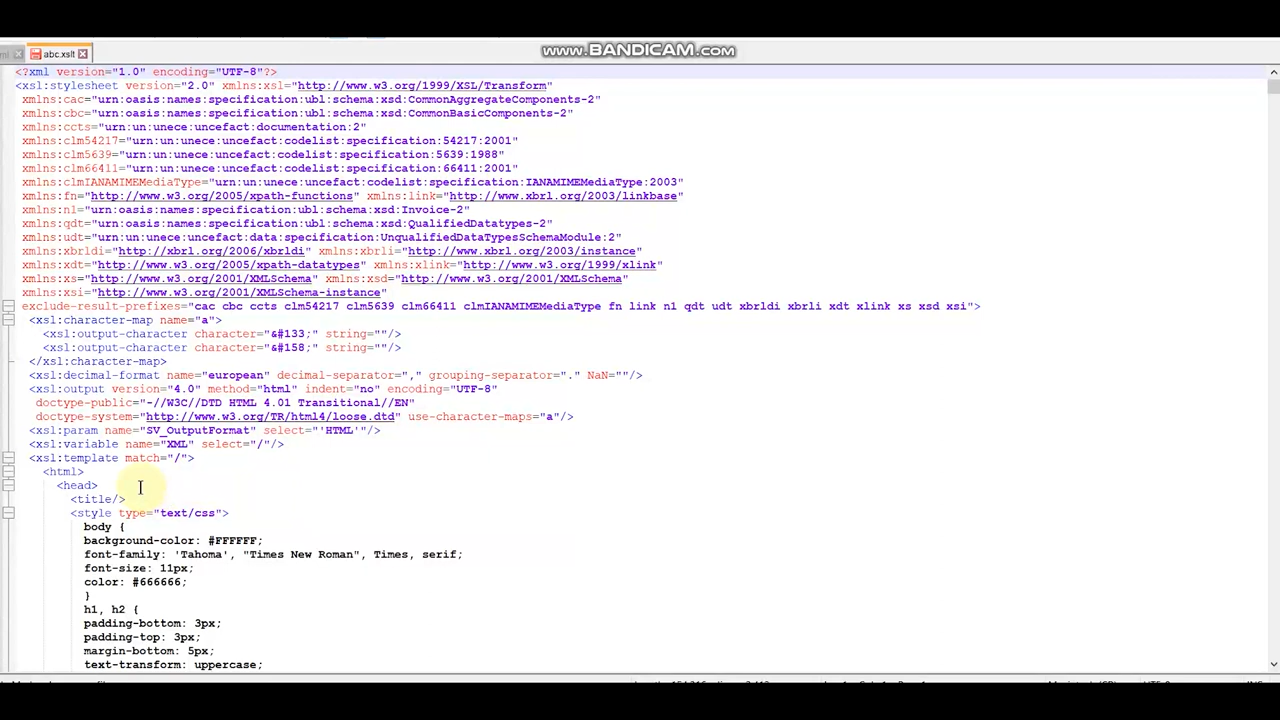 www.BANDICAM.com
abc.xslt
<?xml version="1.0" encoding="UTF-8"?>
<xsl:stylesheet version="2.0" xmlns:xsl="http://www.w3.org/1999/XSL/Transform"
xmlns:cac="urn:oasis:names:specification:ubl:schema:xsd:CommonAggregateComponents-2"
xmlns:cbc="urn:oasis:names:specification:ubl:schema:xsd:CommonBasicComponents-2"
xmlns:ccts="urn:un:unece:uncefact:documentation:2"
xmlns:clm54217="urn:un:unece:uncefact:codelist:specification:54217:2001"
xmlns:clm5639="urn:un:unece:uncefact:codelist:specification:5639:1988"
xmlns:clm66411="urn:un:unece:uncefact:codelist:specification:66411:2001"
xmlns:clmIANAMIMEMediaType="urn:un:unece:uncefact:codelist:specification:IANAMIMEMediaType:2003"
xmlns:fn="http://www.w3.org/2005/xpath-functions" xmlns:link="http://www.xbrl.org/2003/linkbase"
xmlns:n1="urn:oasis:names:specification:ubl:schema:xsd:Invoice-2"
xmlns:qdt="urn:oasis:names:specification:ubl:schema:xsd:QualifiedDatatypes-2"
xmlns:udt="urn:un:unece:uncefact:data:specification:UnqualifiedDataTypesSchemaModule:2"
xmlns:xbrldi="http://xbrl.org/2006/xbrldi" xmlns:xbrli="http://www.xbrl.org/2003/instance"
xmlns:xdt="http://www.w3.org/2005/xpath-datatypes" xmlns:xlink="http://www.w3.org/1999/xlink"
xmlns:xs="http://www.w3.org/2001/XMLSchema" xmlns:xsd="http://www.w3.org/2001/XMLSchema"
xmlns:xsi="http://www.w3.org/2001/XMLSchema-instance"
exclude-result-prefixes="cac cbc ccts clm54217 clm5639 clm66411 clmIANAMIMEMediaType fn link n1 qdt udt xbrldi xbrli xdt xlink xs xsd xsi">
<xsl:character-map name="a">
<xsl:output-character character="&#133;" string=""/>
<xsl:output-character character="&#158;" string=""/>
</xsl:character-map>
<xsl:decimal-format name="european" decimal-separator="," grouping-separator="." NaN=""/>
<xsl:output version="4.0" method="html" indent="no" encoding="UTF-8"
doctype-public="-//W3C//DTD HTML 4.01 Transitional//EN"
doctype-system="http://www.w3.org/TR/html4/loose.dtd" use-character-maps="a"/>
<xsl:param name="SV_OutputFormat" select="'HTML'"/>
<xsl:variable name="XML" select="/"/>
<xsl:template match="/">
<html>
<head>
<title/>
<style type="text/css">
body {
background-color: #FFFFFF;
font-family: 'Tahoma', "Times New Roman", Times, serif;
font-size: 11px;
color: #666666;
}
h1, h2 {
padding-bottom: 3px;
padding-top: 3px;
margin-bottom: 5px;
text-transform: uppercase;